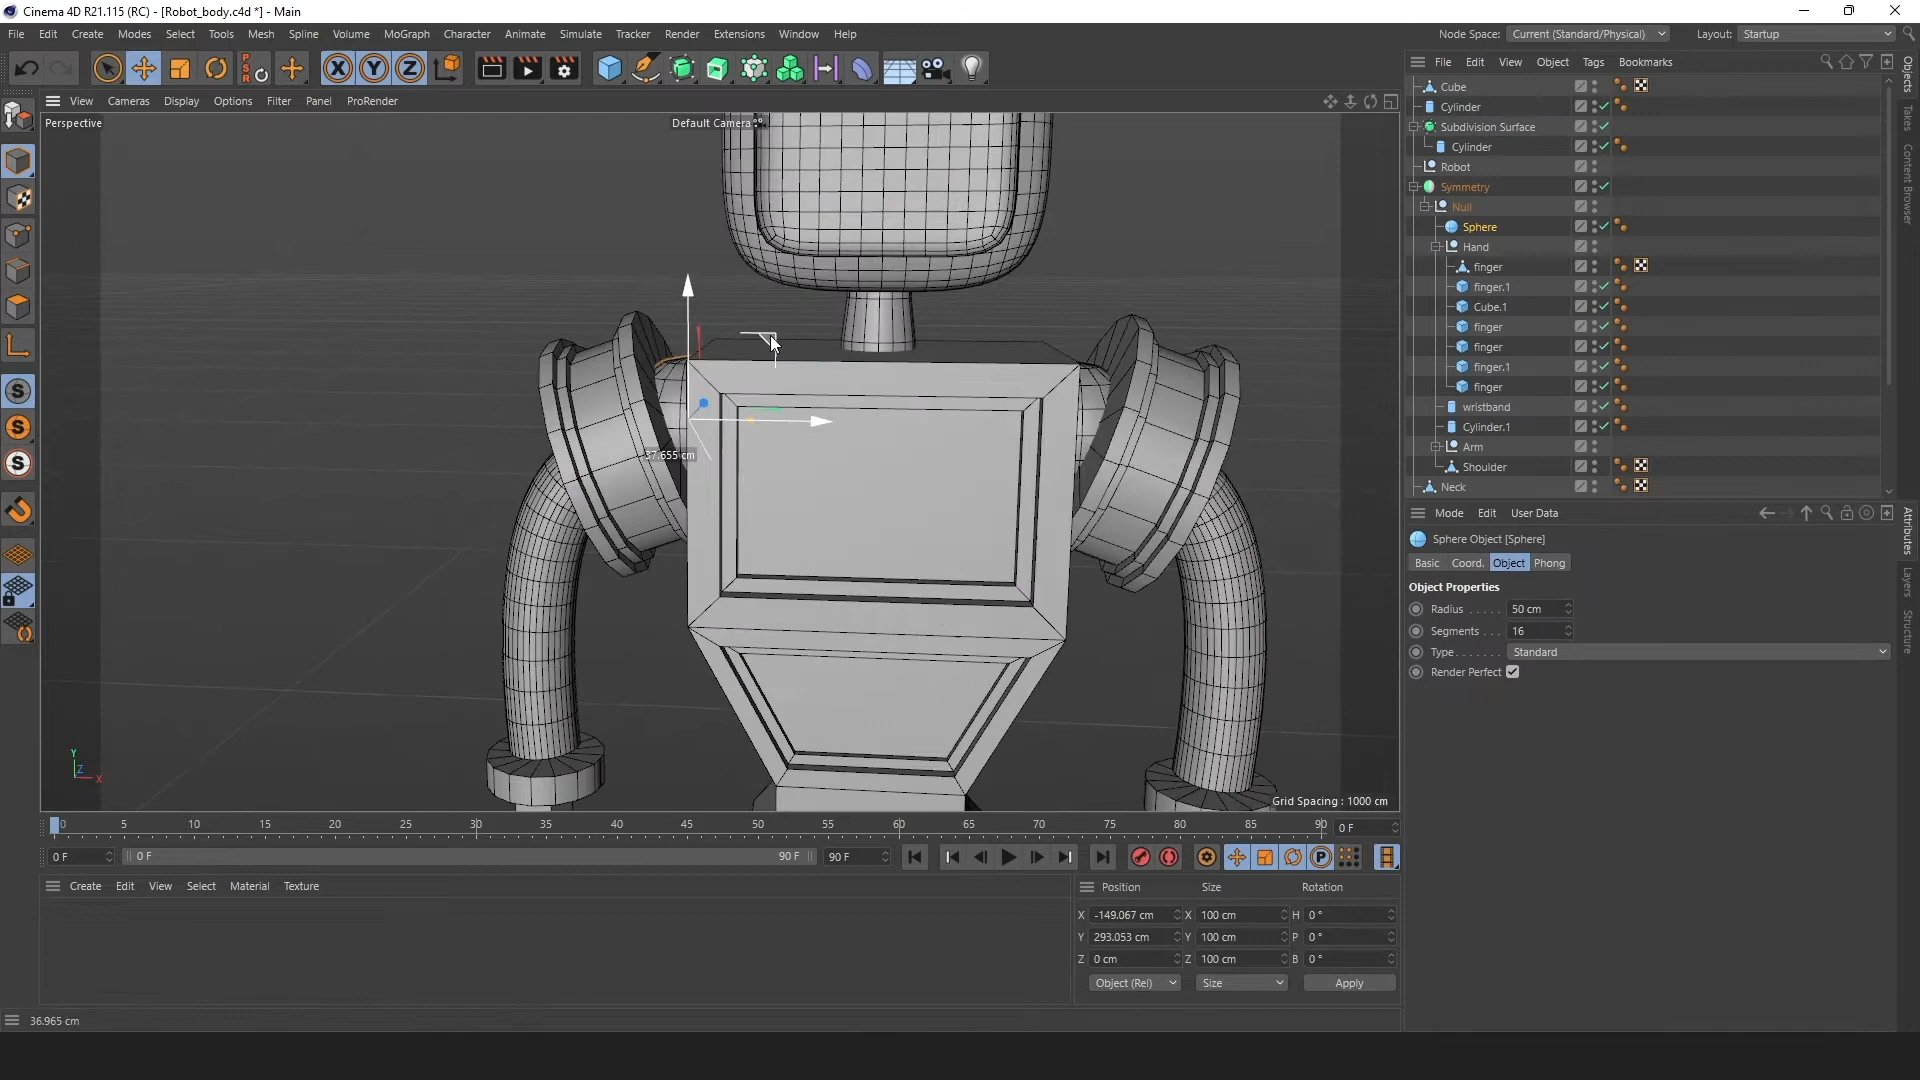 Cinema 4D R21.115 (RC) - [Robot_body.c4d *] - Main
File Edit Create Modes Select Tools Mesh Spline Volume MoGraph Character Animate Simulate Tracker Render Extensions Window Help
Node Space: Current (Standard/Physical) Layout: Startup
P S R X Y Z
View Cameras Display Options Filter Panel ProRender
Perspective
Default Camera
37.655 cm
Y
Z
X
Grid Spacing : 1000 cm
S
S
S
File Edit View Object Tags Bookmarks
Cube
Cylinder
Subdivision Surface
Cylinder
Robot
Symmetry
Null
Sphere
Hand
finger
finger.1
Cube.1
finger
finger
finger.1
finger
wristband
Cylinder.1
Arm
Shoulder
Neck
Objects
Takes
Content Browser
Mode Edit User Data
Sphere Object [Sphere]
Basic Coord. Object Phong
Object Properties
Radius . . . . . 50 cm
Segments . . . 16
Type . . . . . . . Standard
Render Perfect
Attributes
Layers
Structure
0 5 10 15 20 25 30 35 40 45 50 55 60 65 70 75 80 85 90 0 F
0 F 0 F 90 F 90 F P
Create Edit View Select Material Texture
Position Size Rotation
X -149.067 cm X 100 cm H 0 °
Y 293.053 cm Y 100 cm P 0 °
Z 0 cm Z 100 cm B 0 °
Object (Rel) Size Apply
36.965 cm